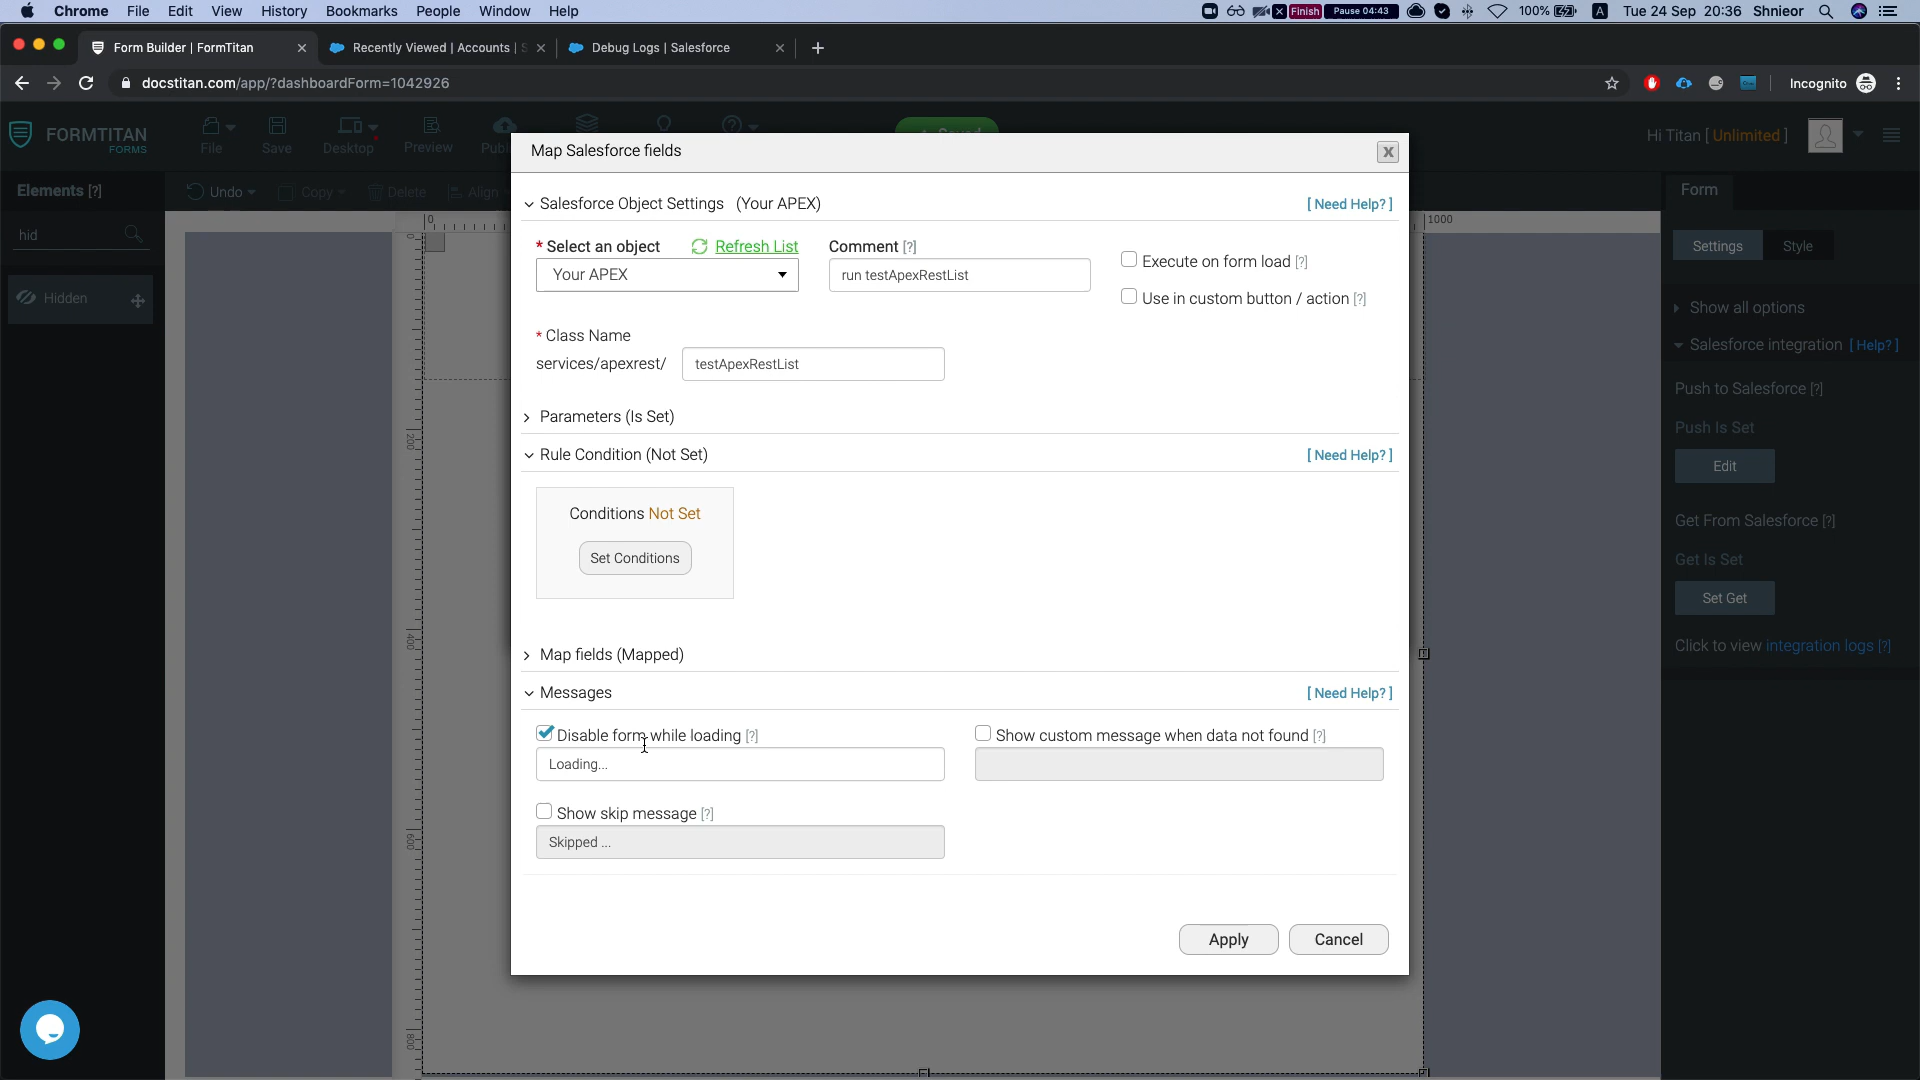 Chrome File Edit View History Bookmarks People Window Help
Finish Pause 04:43 100% A Tue 24 Sep 20:36 Shnieor
Form Builder | FormTitan
Recently Viewed | Accounts | S
Debug Logs | Salesforce
docstitan.com/app/?dashboardForm=1042926
Incognito
FORMTITAN
FORMS
File
Save
Desktop
Preview
Saved
Hi Titan [ Unlimited ]
Elements [?]
Undo
Copy
Delete
Align
Form
hid
Hidden
0
1000
200
400
600
800
Map Salesforce fields
X
Salesforce Object Settings (Your APEX)
[ Need Help? ]
* Select an object
Refresh List
Comment [?]
Your APEX
run testApexRestList
Execute on form load [?]
Use in custom button / action [?]
* Class Name
services/apexrest/
testApexRestList
Parameters (Is Set)
Rule Condition (Not Set)
[ Need Help? ]
Conditions Not Set
Set Conditions
Map fields (Mapped)
Messages
[ Need Help? ]
Disable form while loading [?]
Loading...
Show custom message when data not found [?]
Show skip message [?]
Skipped ...
Apply
Cancel
Settings
Style
Show all options
Salesforce integration [ Help? ]
Push to Salesforce [?]
Push Is Set
Edit
Get From Salesforce [?]
Get Is Set
Set Get
Click to view integration logs [?]